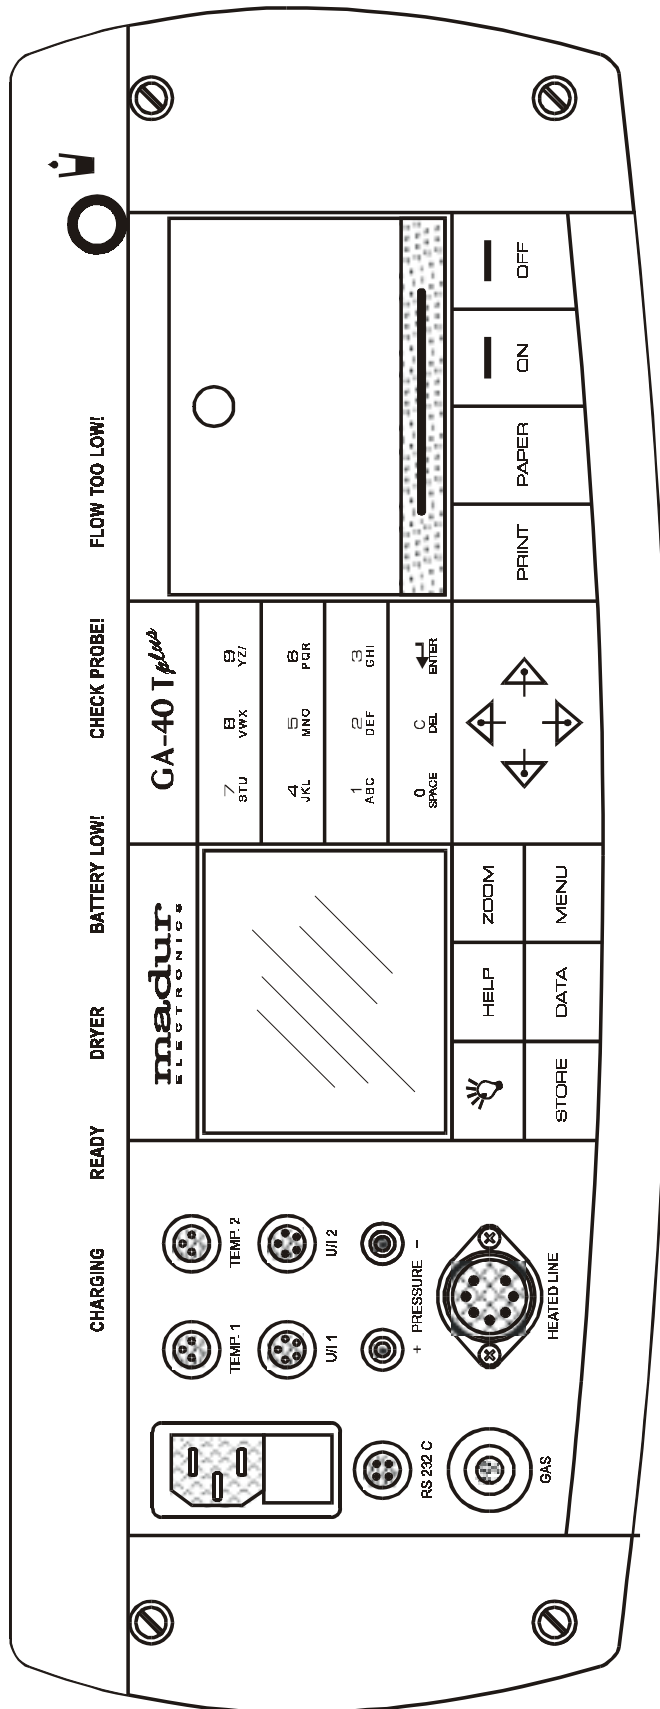 CHARGING
READY
DRYER
BATTERY LOW!
CHECK PROBE!
FLOW TOO LOW!
madur
ELECTRONICS
GA-40 T plus
7
STU
8
VWX
9
YZ/
4
JKL
5
MNO
6
PQR
1
ABC
2
DEF
3
GHI
0
SPACE
C
DEL
ENTER
TEMP. 1
TEMP. 2
U/I 1
U/I 2
+ PRESSURE -
RS 232 C
GAS
HEATED LINE
HELP
ZOOM
STORE
DATA
MENU
PRINT
PAPER
ON
OFF